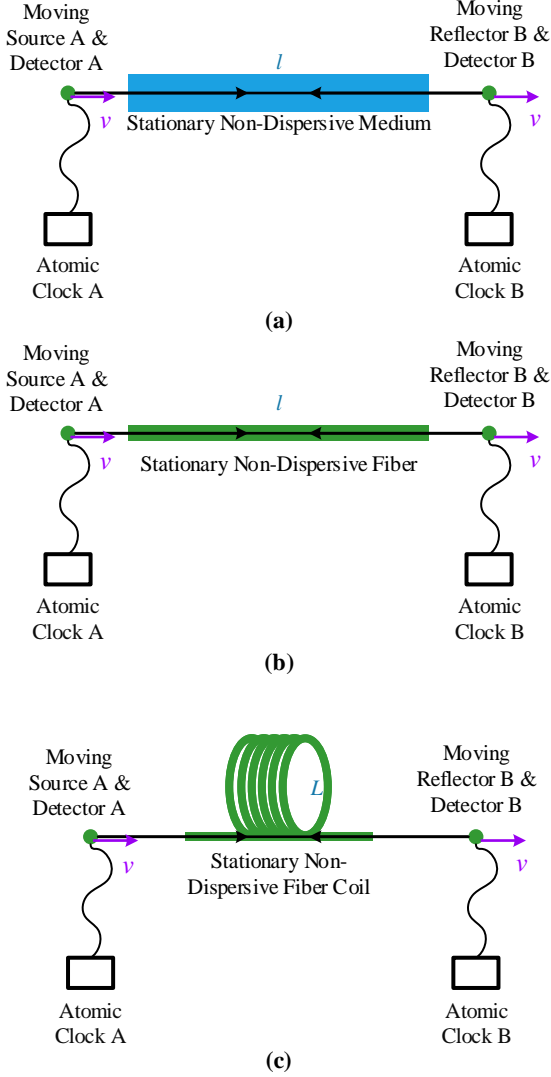 Moving
Source A &
Detector A
Moving
Reflector B &
Detector B
l
v
v
Stationary Non-Dispersive Medium
Atomic
Clock A
Atomic
Clock B
(a)
Moving
Source A &
Detector A
Moving
Reflector B &
Detector B
l
v
v
Stationary Non-Dispersive Fiber
Atomic
Clock A
Atomic
Clock B
(b)
Moving
Source A &
Detector A
Moving
Reflector B &
Detector B
L
v
v
Stationary Non-
Dispersive Fiber Coil
Atomic
Clock A
Atomic
Clock B
(c)